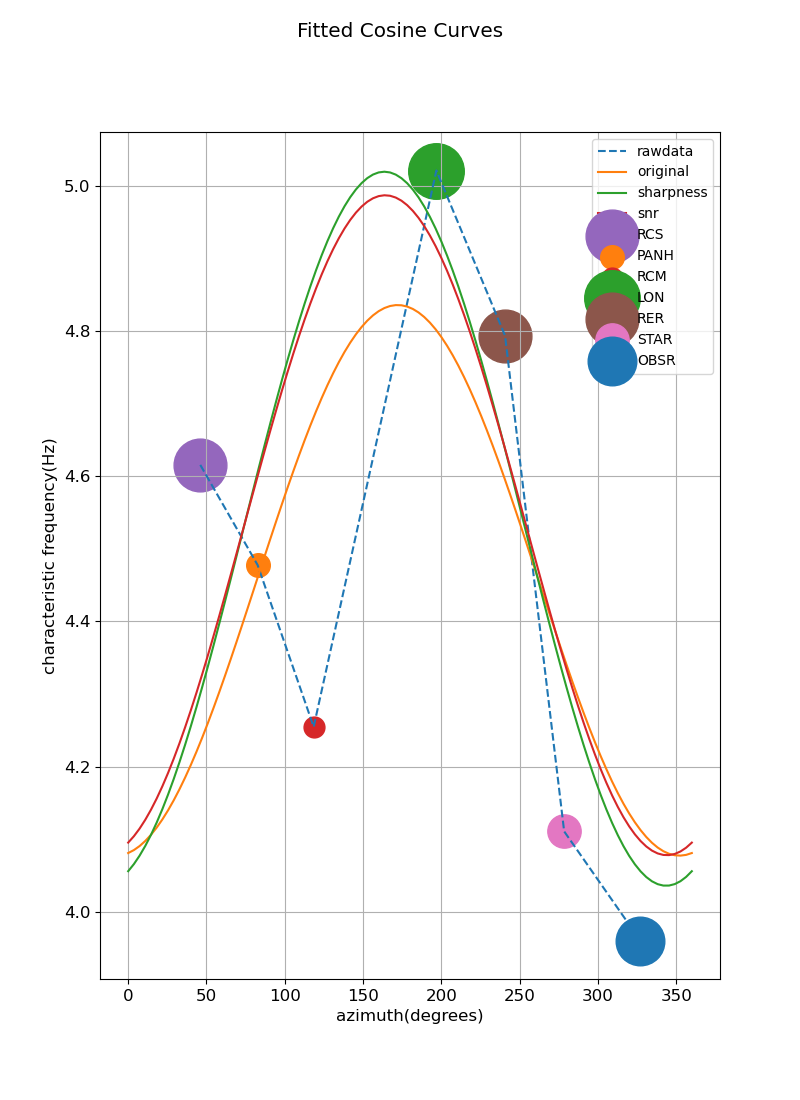 Fitted Cosine Curves
rawdata
original
sharpness
snr
RCS
PANH
RCM
LON
RER
STAR
OBSR
characteristic frequency(Hz)
5.0
4.8
4.6
4.4
4.2
4.0
0 50 100 150 200 250 300 350
azimuth(degrees)